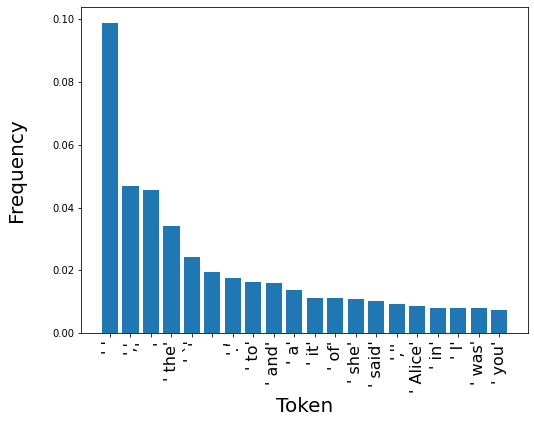 0.10
0.08
0.06
0.04
0.02
0.00
Frequency
' '
','
'
' the'
' `'
'.'
' to'
' and'
' a'
' it'
' of'
' she'
' said'
' Alice'
' in'
' I'
' was'
' you'
Token